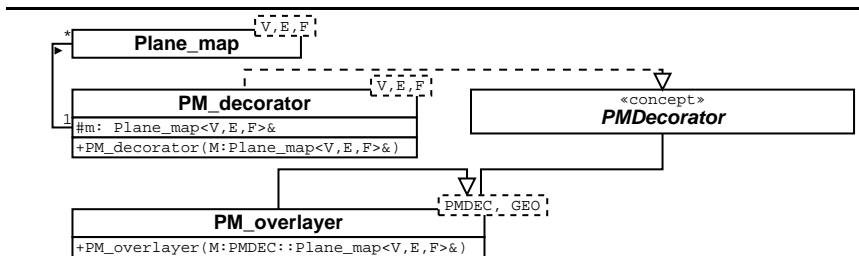 V,E,F
*
Plane_map
V,E,F
PM_decorator
«concept»
PMDecorator
1
#m: Plane_map<V,E,F>&
+PM_decorator(M:Plane_map<V,E,F>&)
PMDEC, GEO
PM_overlayer
+PM_overlayer(M:PMDEC::Plane_map<V,E,F>&)